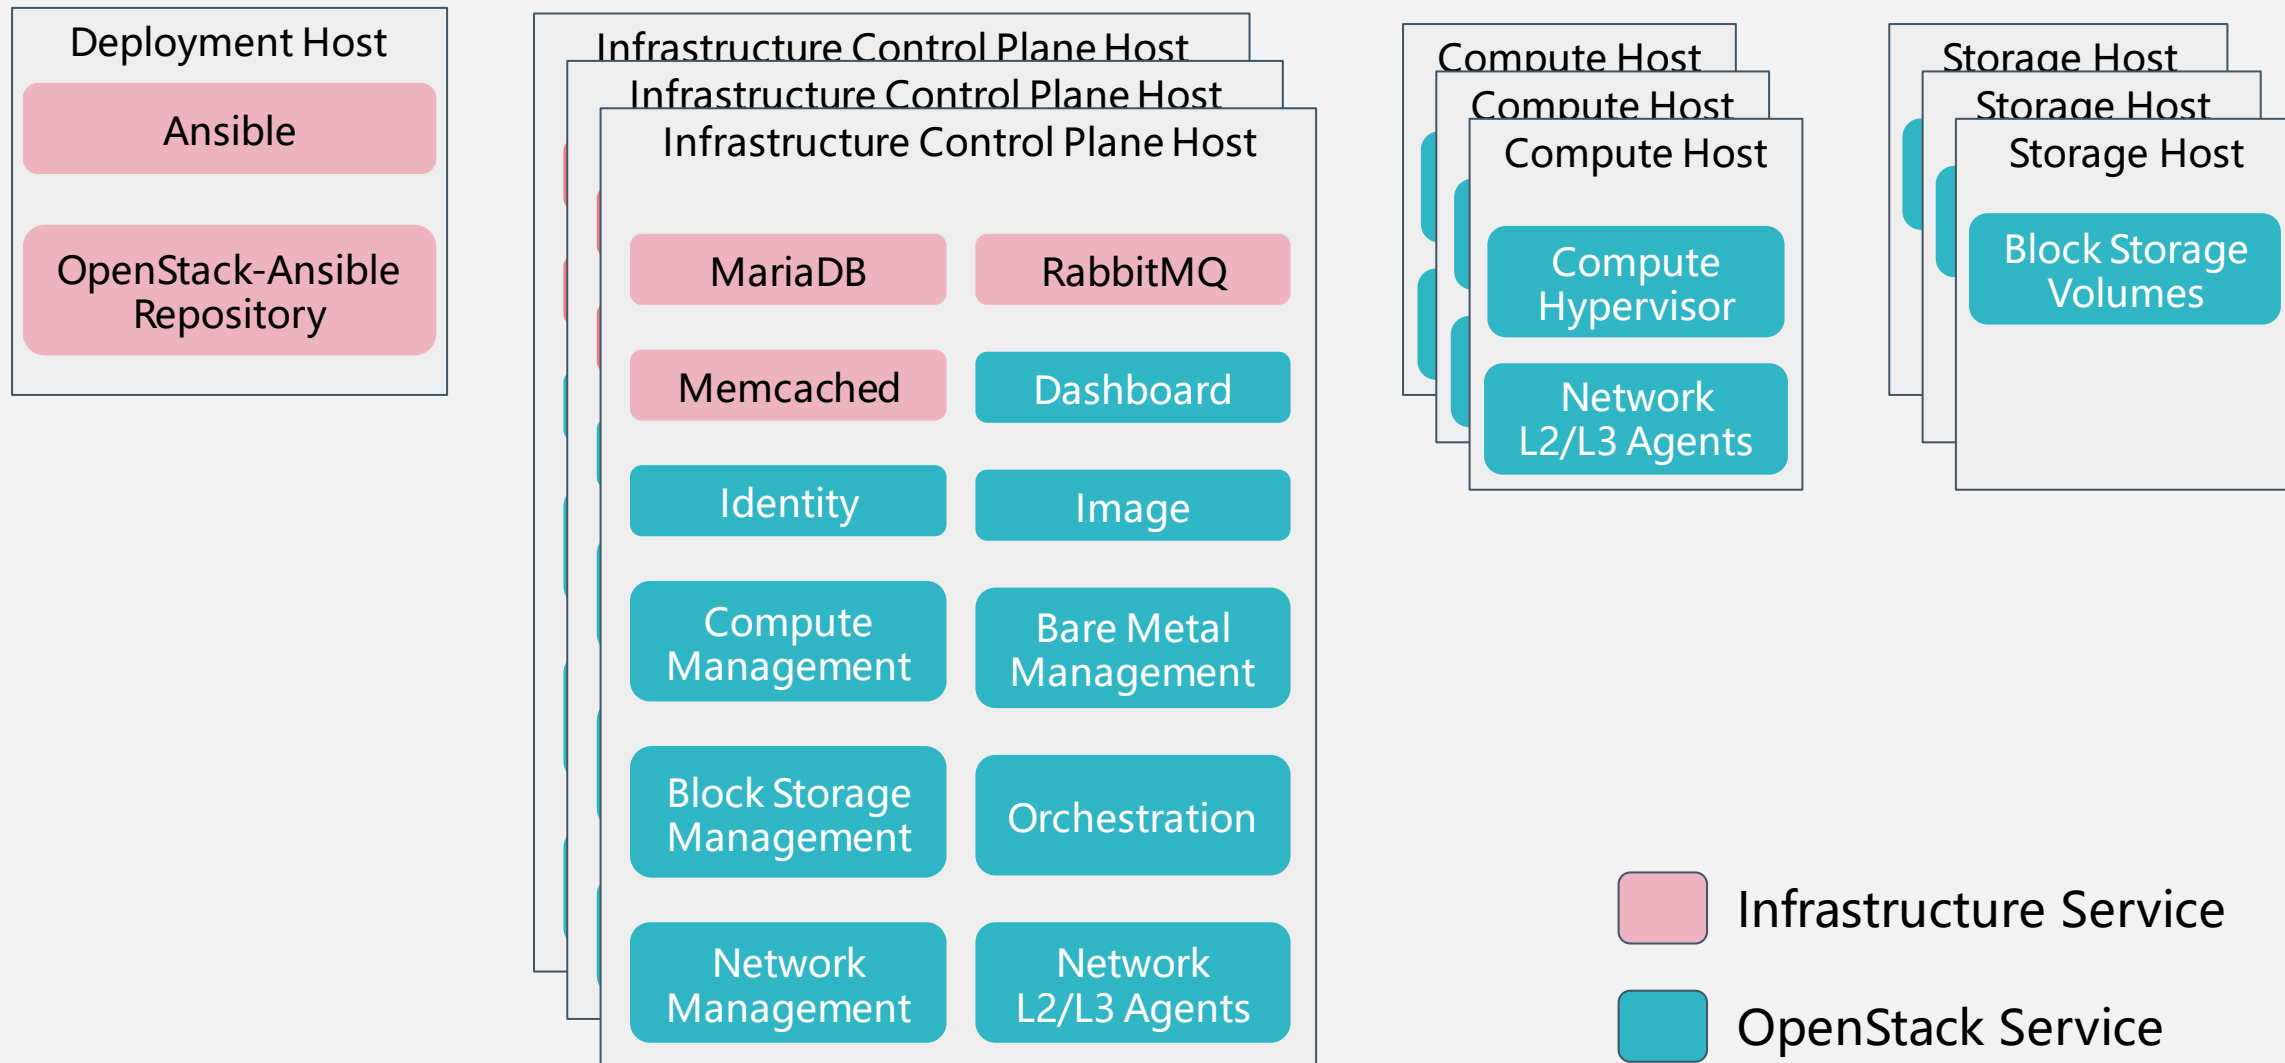 Deployment Host
Ansible
OpenStack-Ansible
Repository
Infrastructure Control Plane Host
Infrastructure Control Plane Host
Infrastructure Control Plane Host
MariaDB
RabbitMQ
Memcached
Dashboard
Identity
Image
Compute
Management
Bare Metal
Management
Block Storage
Management
Orchestration
Network
Management
Network
L2/L3 Agents
Compute Host
Compute Host
Compute Host
Compute
Hypervisor
Network
L2/L3 Agents
Storage Host
Storage Host
Storage Host
Block Storage
Volumes
Infrastructure Service
OpenStack Service